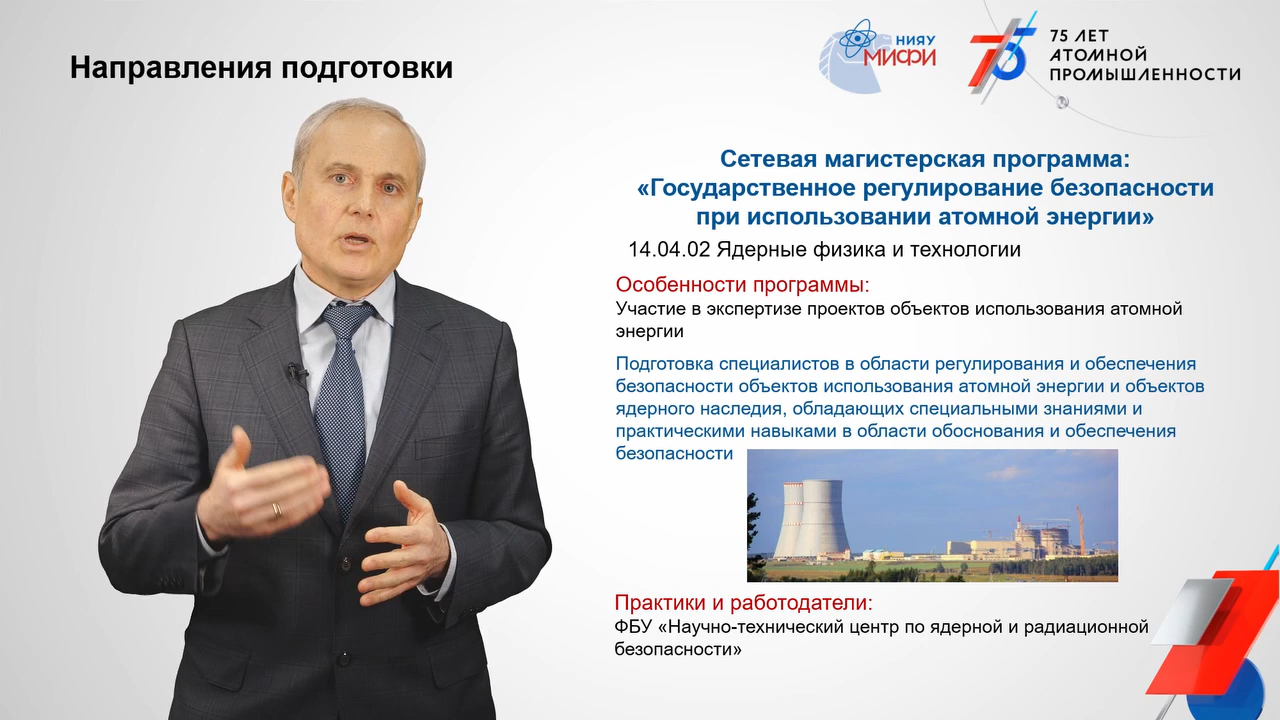 Направления подготовки
НИЯУ
МИФИ
75
75 ЛЕТ
АТОМНОЙ
ПРОМЫШЛЕННОСТИ
Сетевая магистерская программа:
«Государственное регулирование безопасности
при использовании атомной энергии»
14.04.02 Ядерные физика и технологии
Особенности программы:
Участие в экспертизе проектов объектов использования атомной
энергии
Подготовка специалистов в области регулирования и обеспечения
безопасности объектов использования атомной энергии и объектов
ядерного наследия, обладающих специальными знаниями и
практическими навыками в области обоснования и обеспечения
безопасности
Практики и работодатели:
ФБУ «Научно-технический центр по ядерной и радиационной
безопасности»